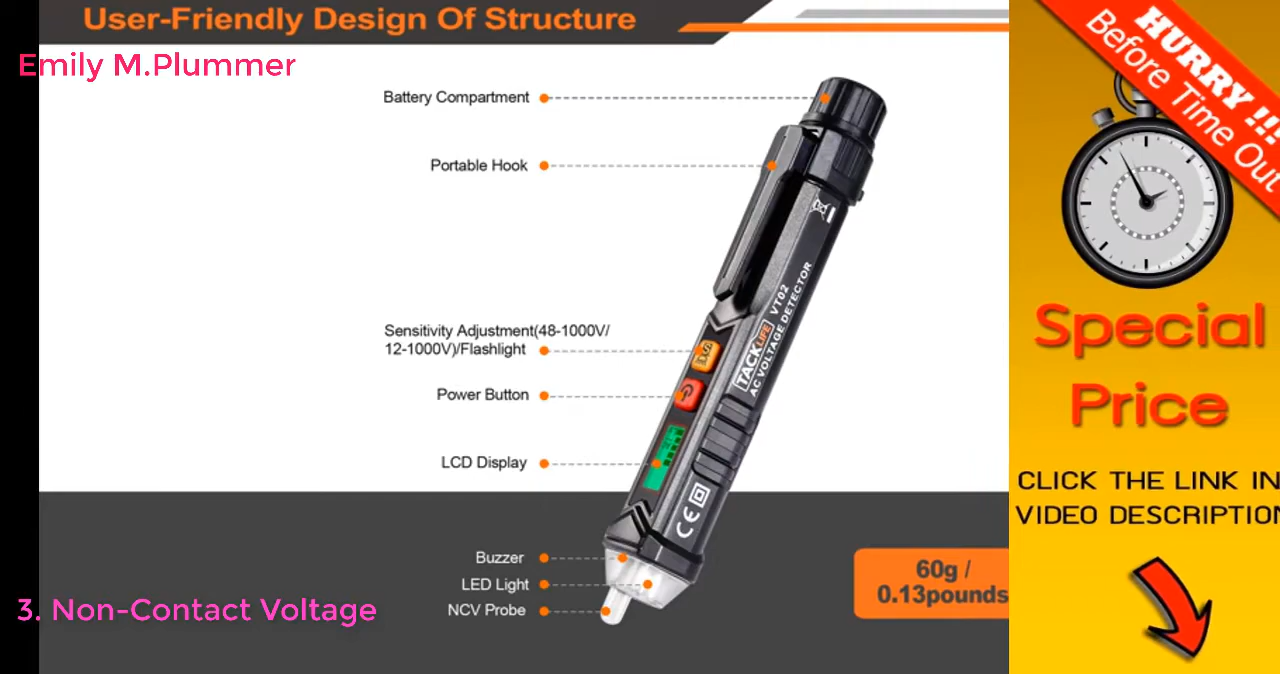 User-Friendly Design Of Structure
Emily M.Plummer
Battery Compartment
Portable Hook
Sensitivity Adjustment(48-1000V/
12-1000V)/Flashlight
Power Button
LCD Display
Buzzer
LED Light
NCV Probe
TACKLIFE VT02
AC VOLTAGE DETECTOR
CE
60g /
0.13pounds
3. Non-Contact Voltage
HURRY !!!
Before Time Out
Special
Price
CLICK THE LINK IN
VIDEO DESCRIPTION